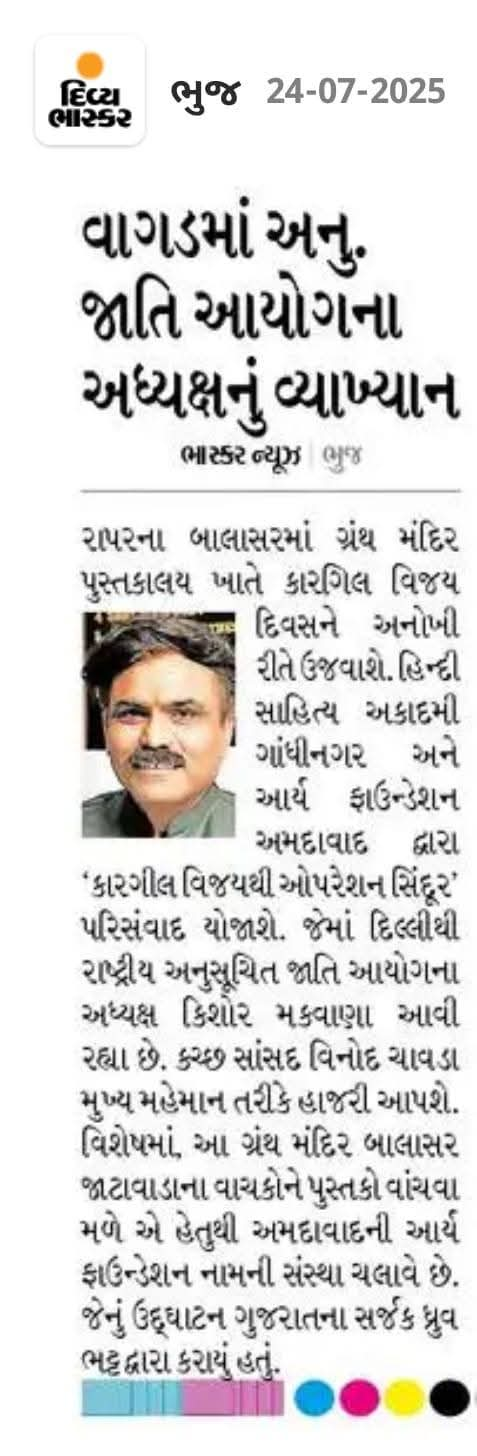 દિવ્ય
ભાસ્કર
ભુજ 24-07-2025
વાગડમાં અનુ.
જાતિ આયોગના
અધ્યક્ષનું વ્યાખ્યાન
ભાસ્કર ન્યૂઝ | ભુજ
રાપરના બાલાસરમાં ગ્રંથ મંદિર
પુસ્તકાલય ખાતે કારગિલ વિજય
દિવસને અનોખી
રીતે ઉજવાશે. હિન્દી
સાહિત્ય અકાદમી
ગાંધીનગર અને
આર્ય ફાઉન્ડેશન
અમદાવાદ દ્વારા
‘કારગીલ વિજયથી ઓપરેશન સિંદૂર’
પરિસંવાદ યોજાશે. જેમાં દિલ્લીથી
રાષ્ટ્રીય અનુસૂચિત જાતિ આયોગના
અધ્યક્ષ કિશોર મકવાણા આવી
રહ્યા છે. કચ્છ સાંસદ વિનોદ ચાવડા
મુખ્ય મહેમાન તરીકે હાજરી આપશે.
વિશેષમાં, આ ગ્રંથ મંદિર બાલાસર
જાટાવાડાના વાચકોને પુસ્તકો વાંચવા
મળે એ હેતુથી અમદાવાદની આર્ય
ફાઉન્ડેશન નામની સંસ્થા ચલાવે છે.
જેનું ઉદ્ઘાટન ગુજરાતના સર્જક ધ્રુવ
ભટ્ટ દ્વારા કરાયું હતું.